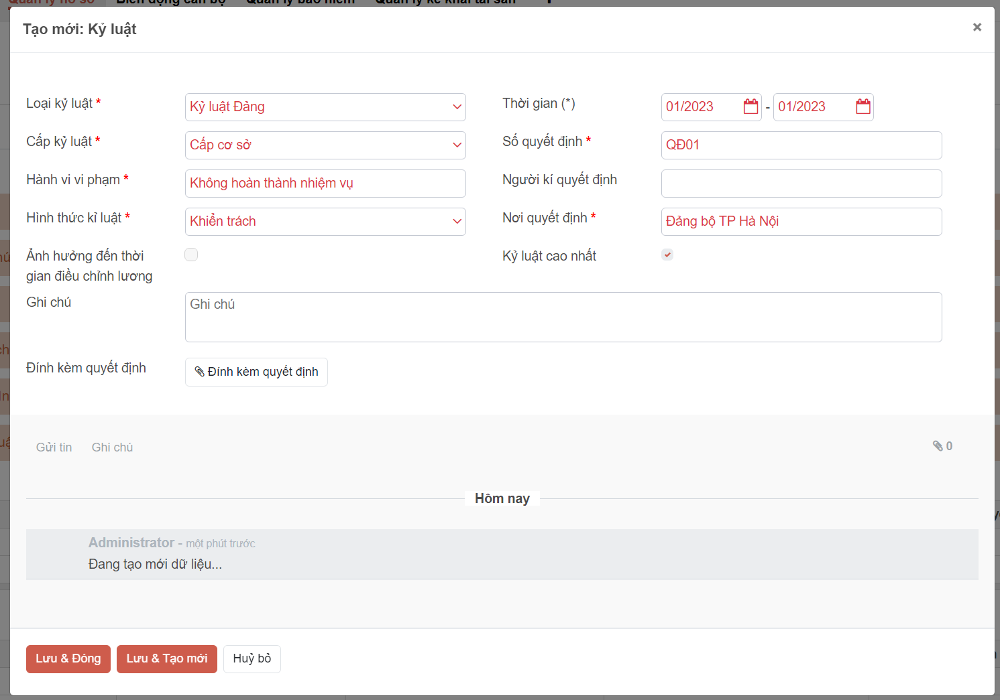 Tạo mới: Kỷ luật
×
Loại kỷ luật *
Kỷ luật Đảng
Thời gian (*)
01/2023 - 01/2023
Cấp kỷ luật *
Cấp cơ sở
Số quyết định *
QĐ01
Hành vi vi phạm *
Không hoàn thành nhiệm vụ
Người kí quyết định
Hình thức kỉ luật *
Khiển trách
Nơi quyết định *
Đảng bộ TP Hà Nội
Ảnh hưởng đến thời
gian điều chỉnh lương
Kỷ luật cao nhất
Ghi chú
Ghi chú
Đính kèm quyết định
Đính kèm quyết định
Gửi tin
Ghi chú
0
Hôm nay
Administrator - một phút trước
Đang tạo mới dữ liệu...
Lưu & Đóng
Lưu & Tạo mới
Huỷ bỏ